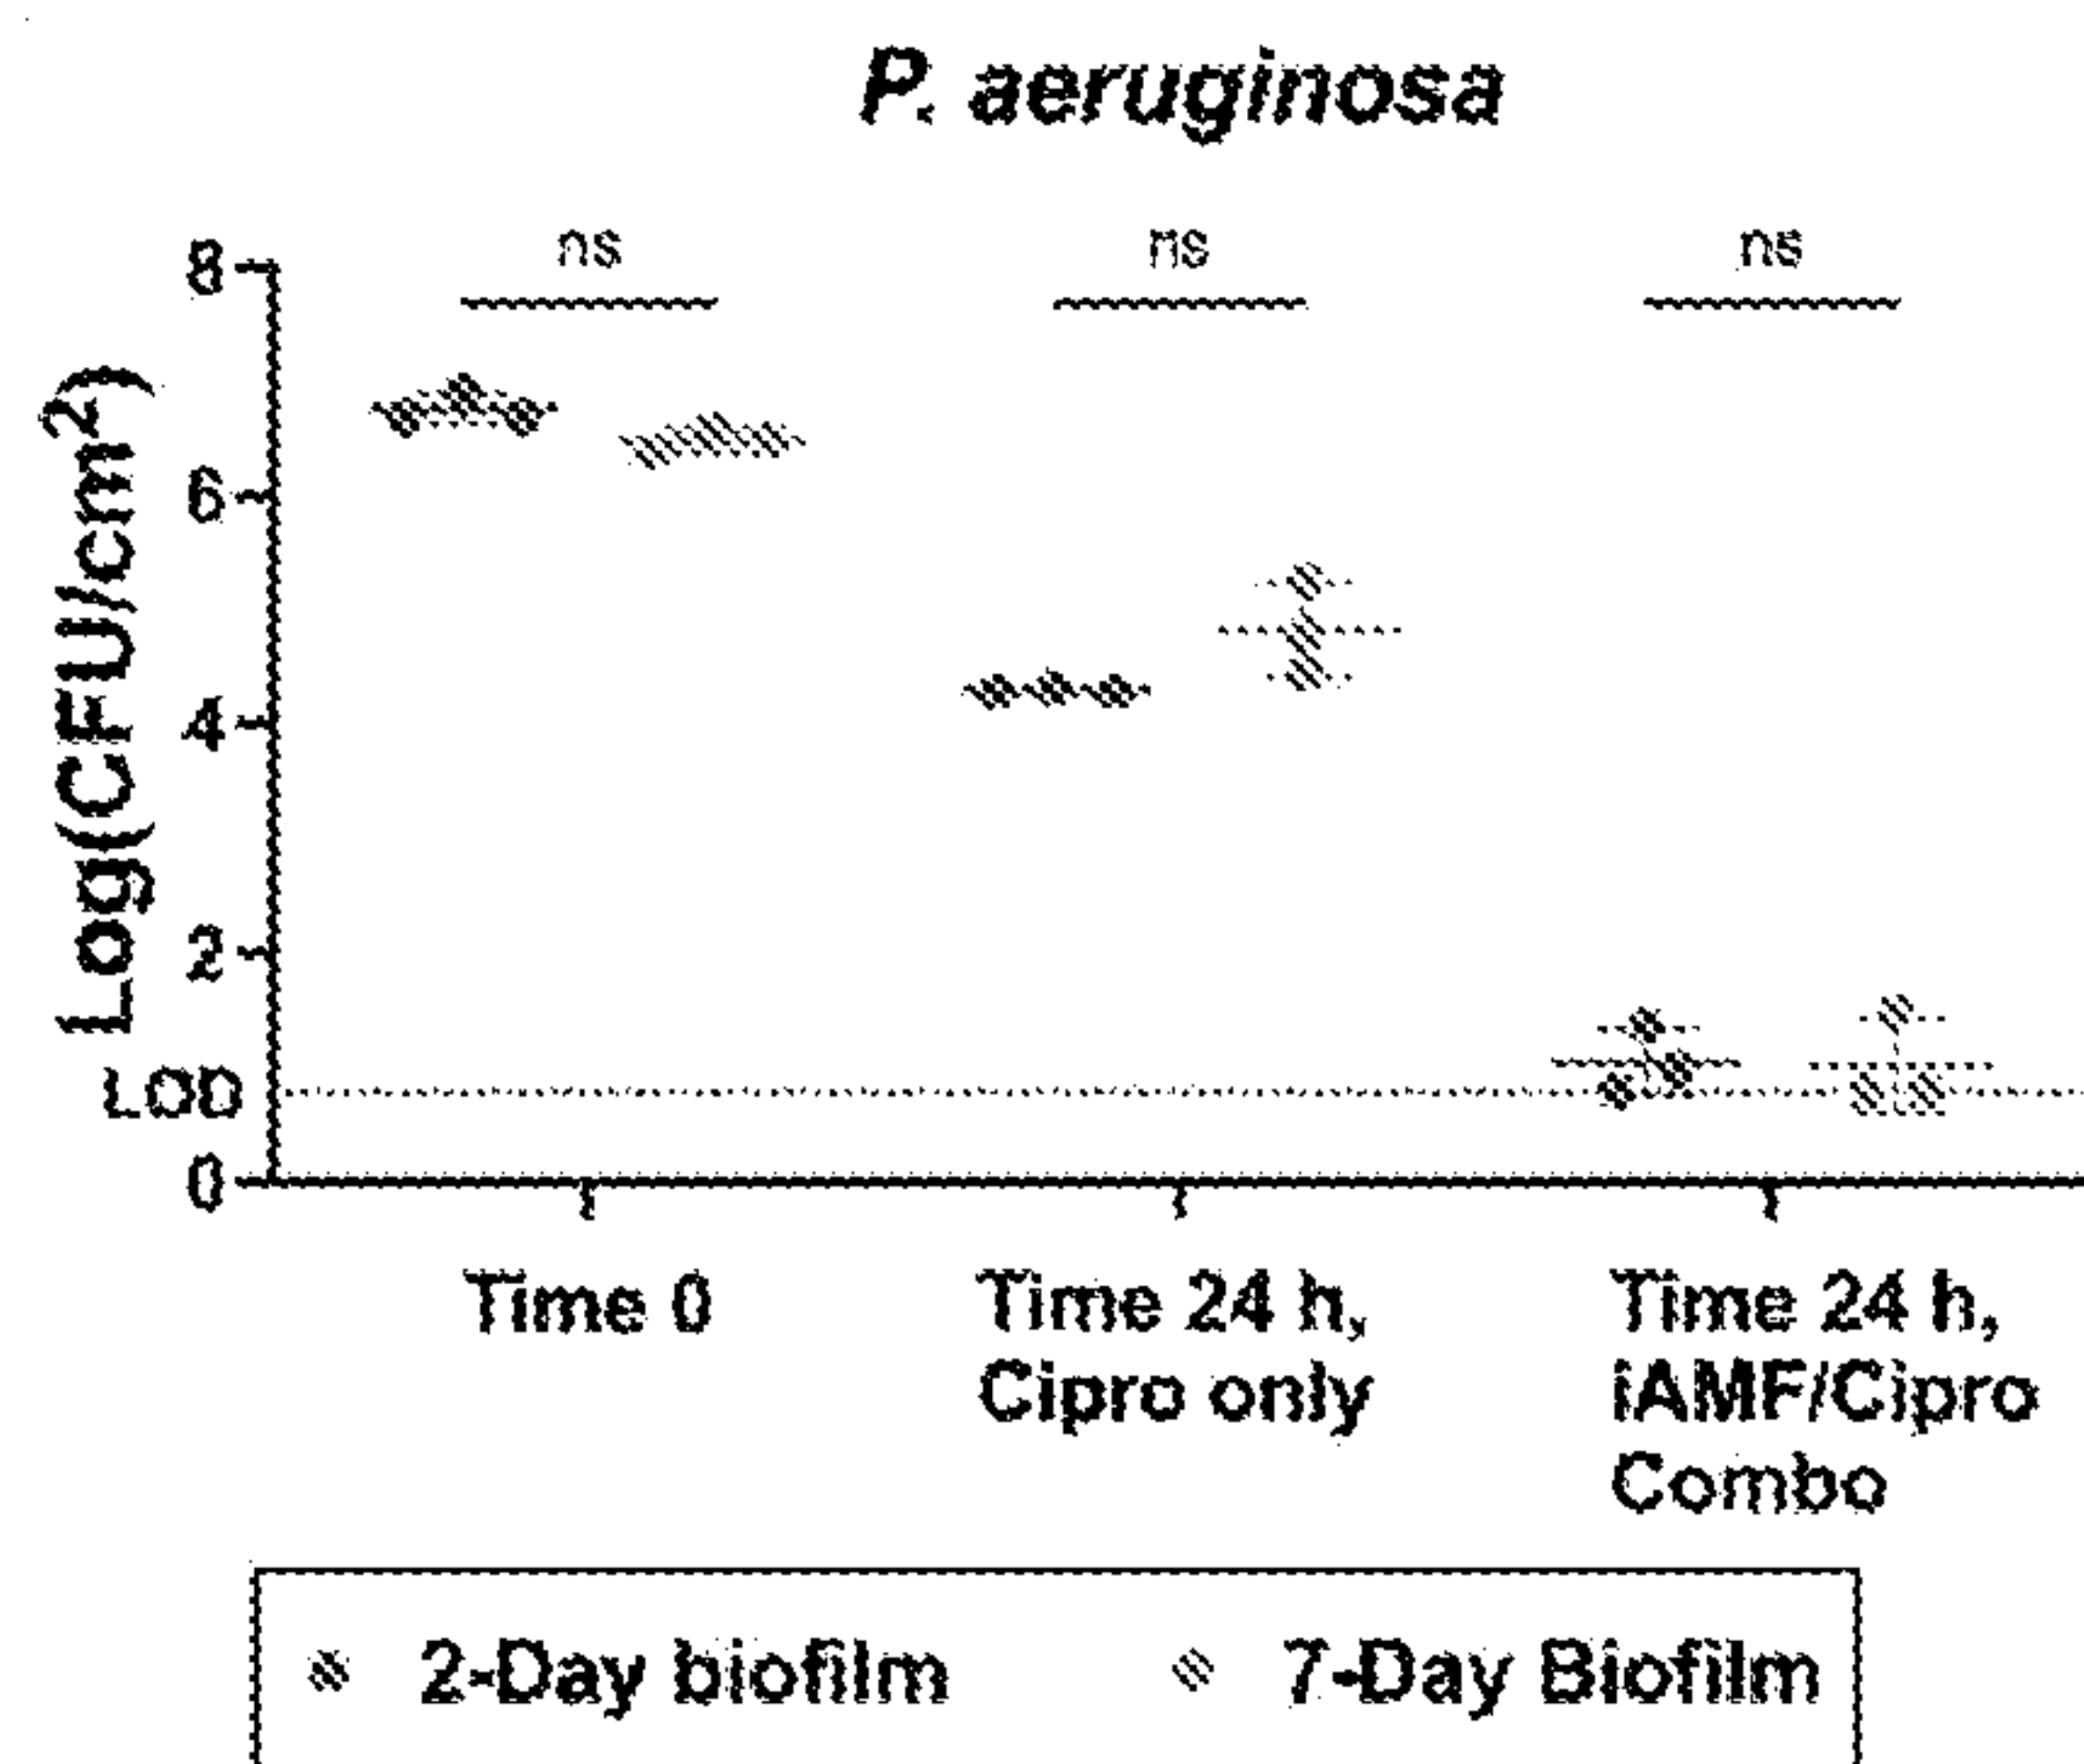 P. aeruginosa
ns ns ns
Log(CFU/cm²)
8
6
4
2
LOD
0
Time 0
Time 24 h,
Cipro only
Time 24 h,
iAMF/Cipro
Combo
2-Day biofilm
7-Day Biofilm